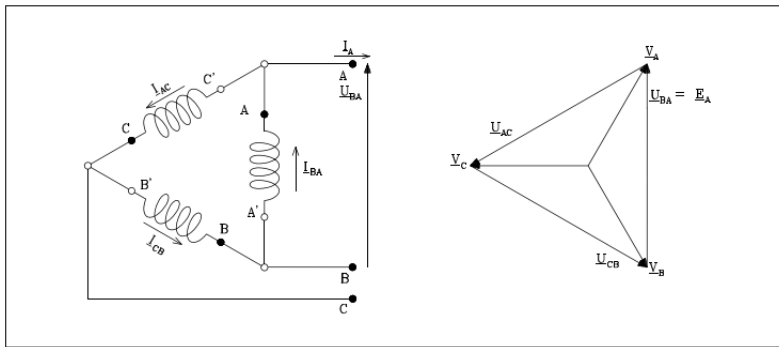 I_A
A
U_BA
I_AC
C'
C
A
I_BA
B'
A'
I_CB
B
B
C
V_A
U_BA = E_A
U_AC
V_C
U_CB
V_B